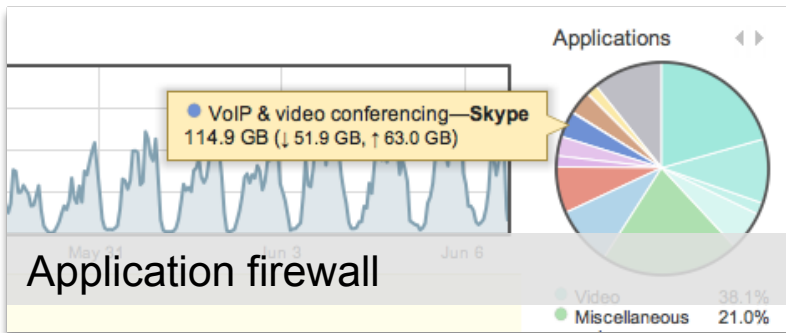 Applications
VoIP & video conferencing—Skype
114.9 GB (↓ 51.9 GB, ↑ 63.0 GB)
May 31
Jun 3
Jun 6
Application firewall
Video 38.1%
Miscellaneous 21.0%